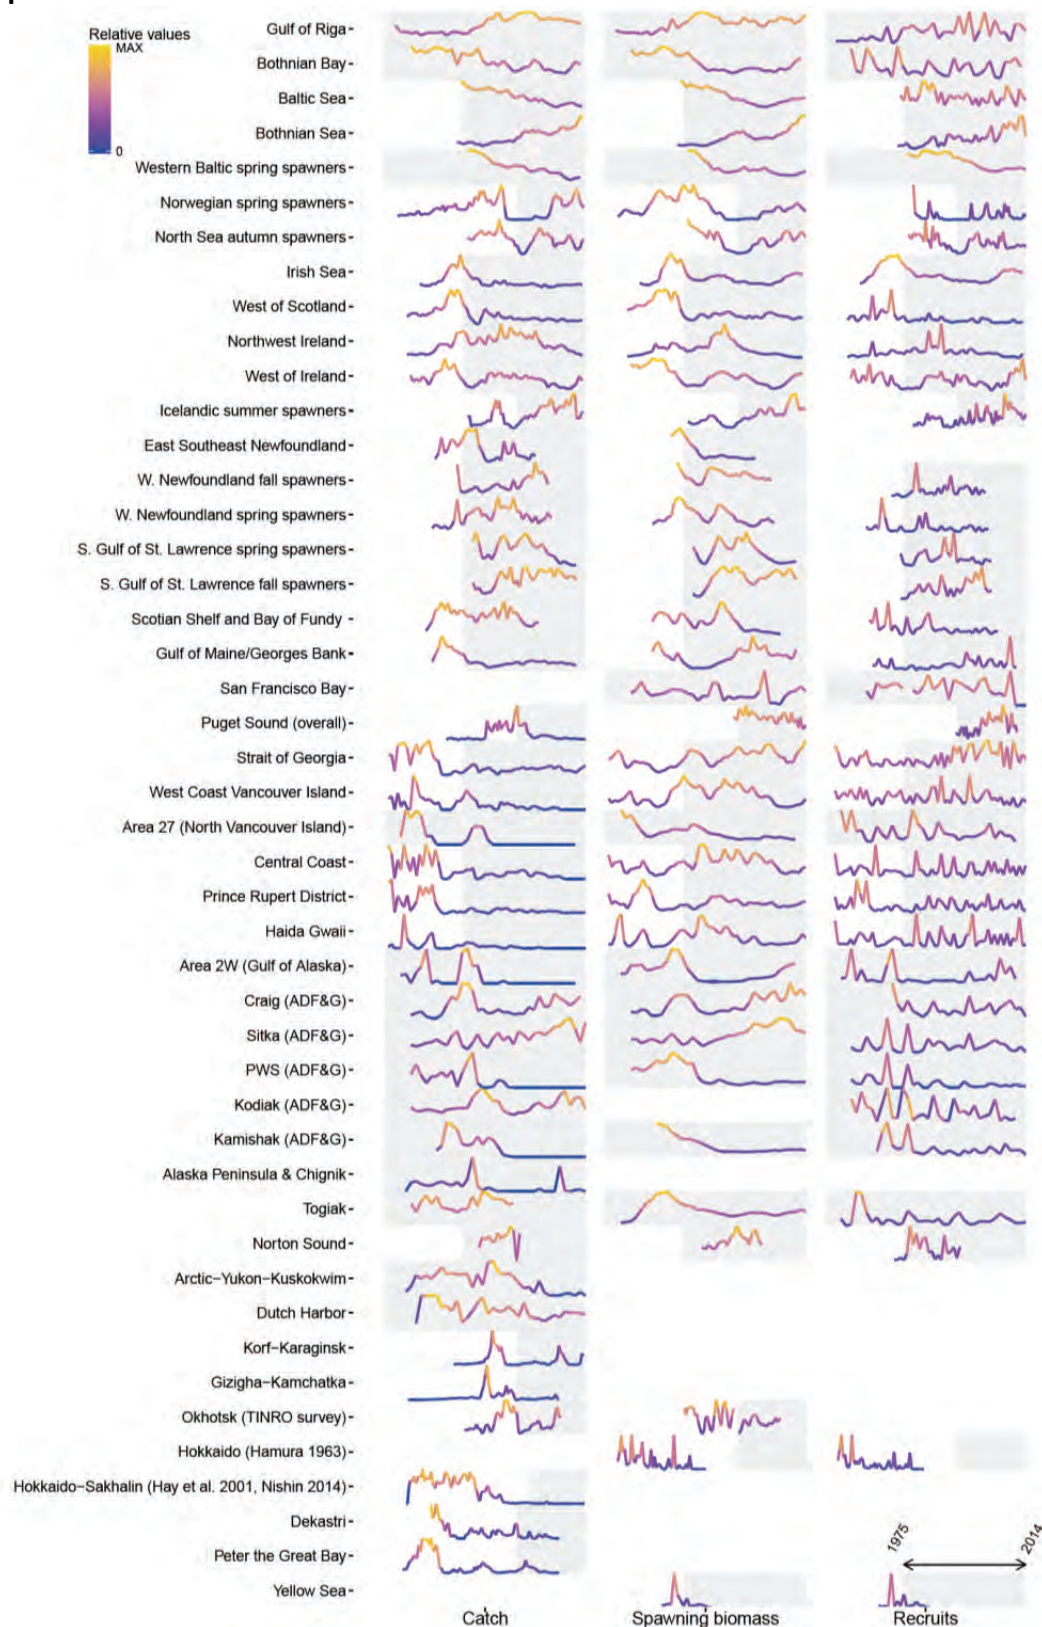 Relative values
MAX
0
Gulf of Riga
Bothnian Bay
Baltic Sea
Bothnian Sea
Western Baltic spring spawners
Norwegian spring spawners
North Sea autumn spawners
Irish Sea
West of Scotland
Northwest Ireland
West of Ireland
Icelandic summer spawners
East Southeast Newfoundland
W. Newfoundland fall spawners
W. Newfoundland spring spawners
S. Gulf of St. Lawrence spring spawners
S. Gulf of St. Lawrence fall spawners
Scotian Shelf and Bay of Fundy
Gulf of Maine/Georges Bank
San Francisco Bay
Puget Sound (overall)
Strait of Georgia
West Coast Vancouver Island
Area 27 (North Vancouver Island)
Central Coast
Prince Rupert District
Haida Gwaii
Area 2W (Gulf of Alaska)
Craig (ADF&G)
Sitka (ADF&G)
PWS (ADF&G)
Kodiak (ADF&G)
Kamishak (ADF&G)
Alaska Peninsula & Chignik
Togiak
Norton Sound
Arctic−Yukon−Kuskokwim
Dutch Harbor
Korf−Karaginsk
Gizigha−Kamchatka
Okhotsk (TINRO survey)
Hokkaido (Hamura 1963)
Hokkaido−Sakhalin (Hay et al. 2001, Nishin 2014)
Dekastri
Peter the Great Bay
Yellow Sea
1975
2014
Catch
Spawning biomass
Recruits